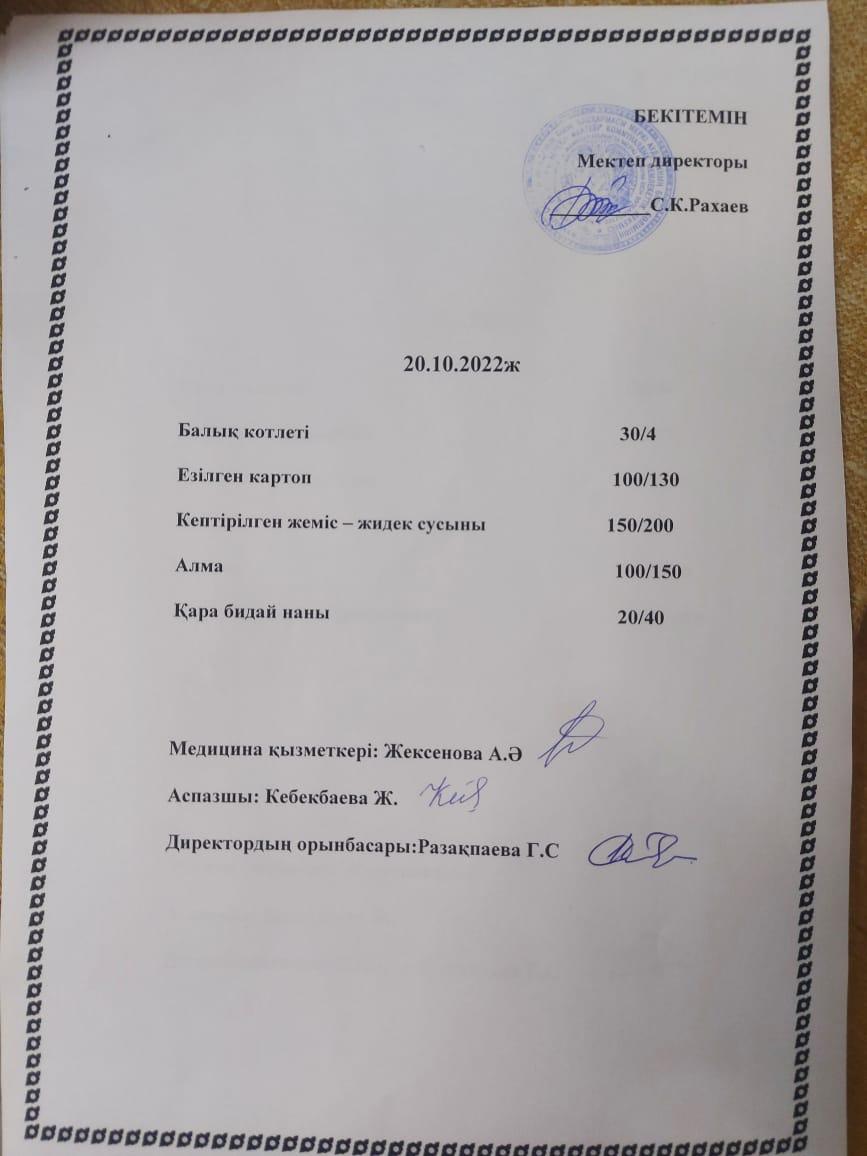 БЕКІТЕМІН
Мектеп директоры
__________С.К.Рахаев
20.10.2022ж
Балық котлеті 30/4
Езілген картоп 100/130
Кептірілген жеміс – жидек сусыны 150/200
Алма 100/150
Қара бидай наны 20/40
Медицина қызметкері: Жексенова А.Ә
Аспазшы: Кебекбаева Ж.
Директордың орынбасары:Разақпаева Г.С